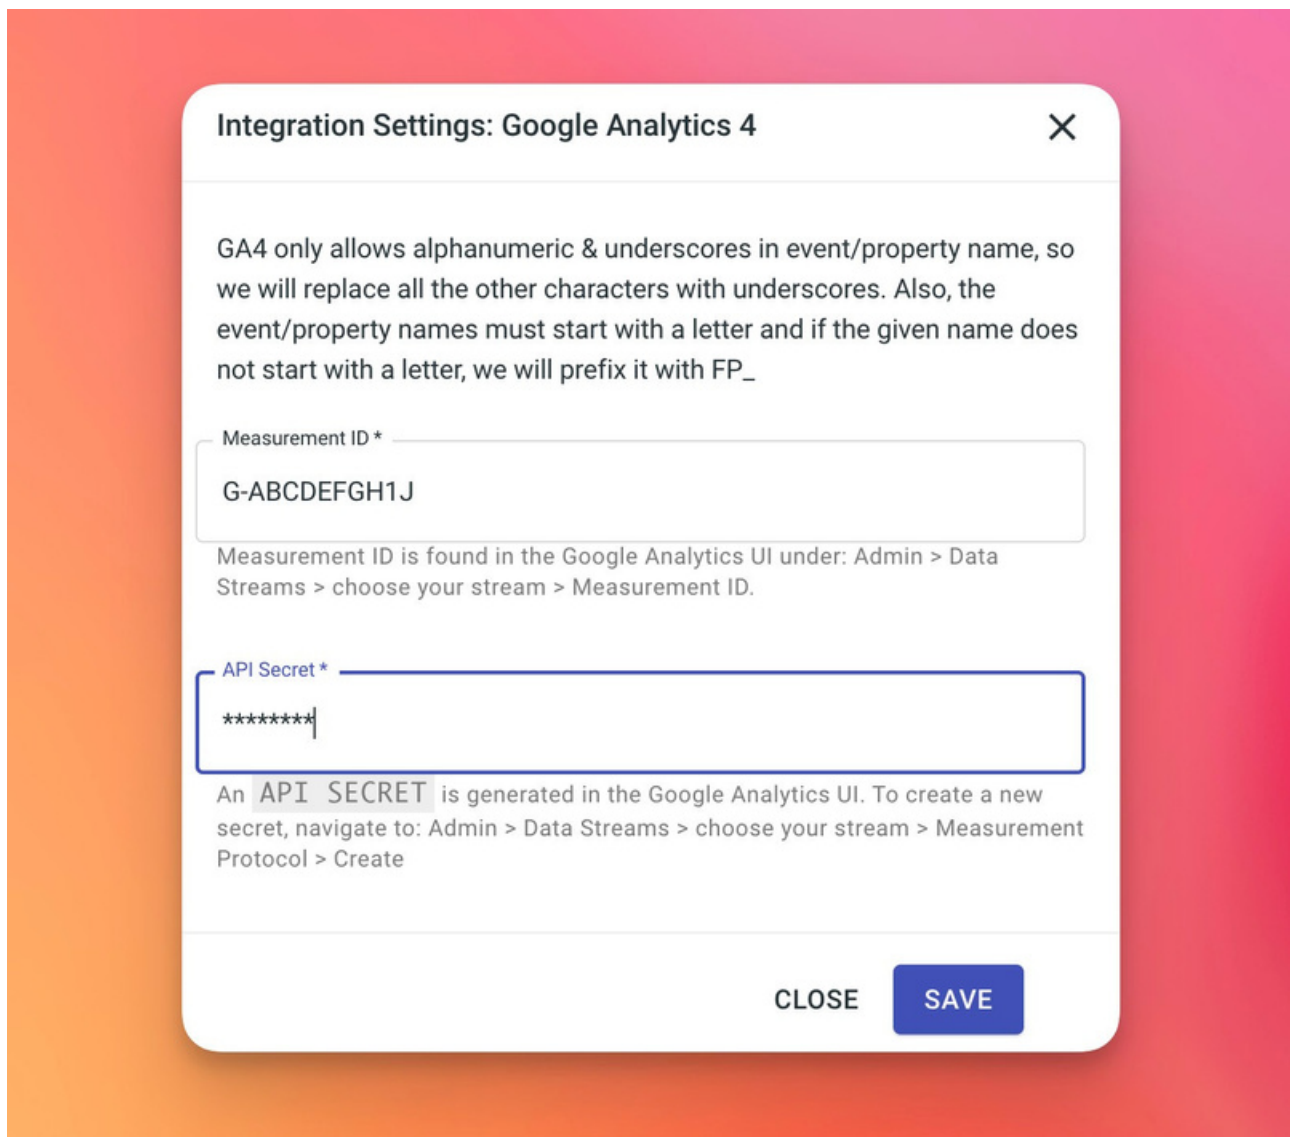 Integration Settings: Google Analytics 4
GA4 only allows alphanumeric & underscores in event/property name, so
we will replace all the other characters with underscores. Also, the
event/property names must start with a letter and if the given name does
not start with a letter, we will prefix it with FP_
Measurement ID *
G-ABCDEFGH1J
Measurement ID is found in the Google Analytics UI under: Admin > Data
Streams > choose your stream > Measurement ID.
API Secret *
********
An API SECRET is generated in the Google Analytics UI. To create a new
secret, navigate to: Admin > Data Streams > choose your stream > Measurement
Protocol > Create
CLOSE SAVE